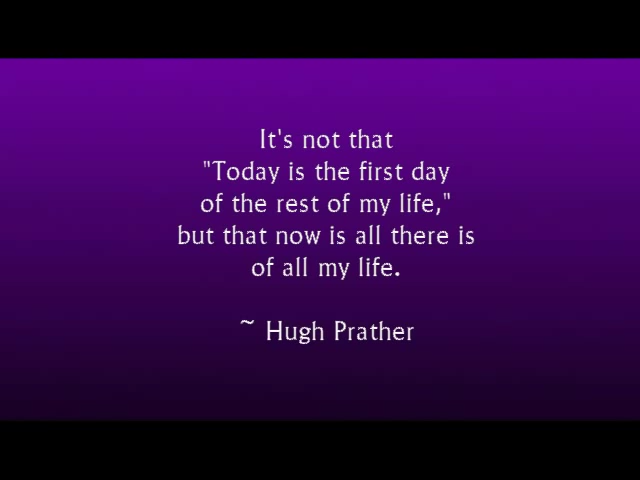 It's not that
"Today is the first day
of the rest of my life,"
but that now is all there is
of all my life.
~ Hugh Prather